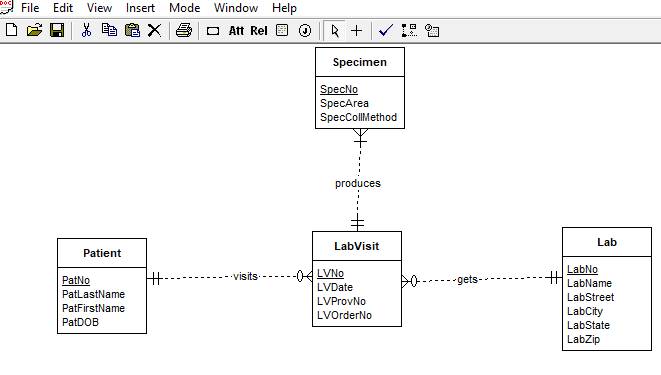 DOC
File Edit View Insert Mode Window Help
Att Rel J
Specimen
SpecNo
SpecArea
SpecCollMethod
produces
Patient
PatNo
PatLastName
PatFirstName
PatDOB
visits
LabVisit
LVNo
LVDate
LVProvNo
LVOrderNo
gets
Lab
LabNo
LabName
LabStreet
LabCity
LabState
LabZip